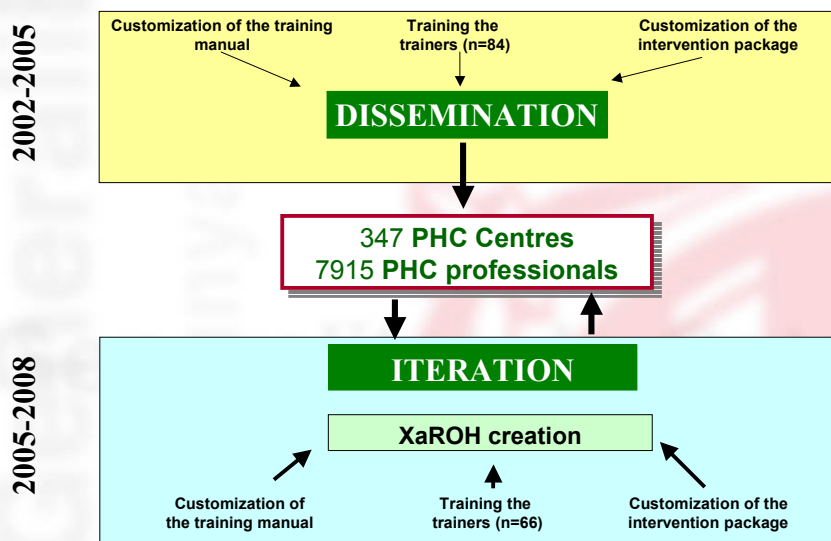 2002-2005
Customization of the training
manual
Training the
trainers (n=84)
Customization of the
intervention package
DISSEMINATION
347 PHC Centres
7915 PHC professionals
2005-2008
ITERATION
XaROH creation
Customization of
the training manual
Training the
trainers (n=66)
Customization of the
intervention package